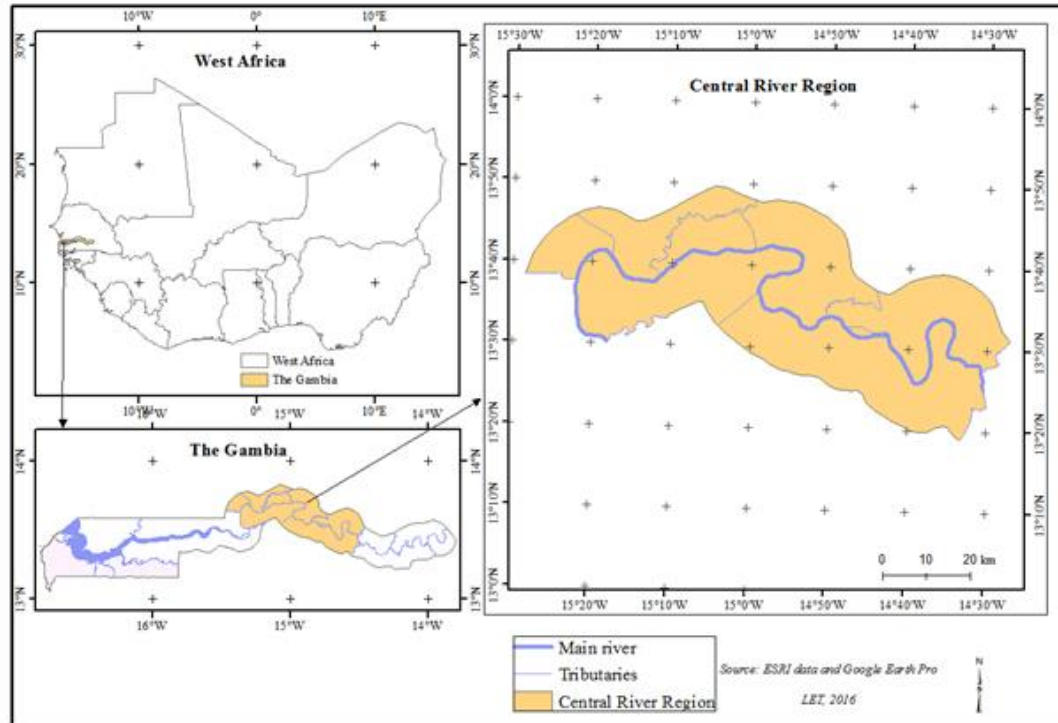 10°W 0° 10°E
30°N 30°N
West Africa
20°N 20°N
10°N 10°N
West Africa
The Gambia
10°W 0° 10°E
16°W 15°W 14°W
The Gambia
14°N 14°N
13°N 13°N
16°W 15°W 14°W
15°30'W 15°20'W 15°10'W 15°0'W 14°50'W 14°40'W 14°30'W
Central River Region
14°0'N 14°0'N
13°50'N 13°50'N
13°40'N 13°40'N
13°30'N 13°30'N
13°20'N 13°20'N
13°10'N 13°10'N
13°0'N
0 10 20 km
15°20'W 15°10'W 15°0'W 14°50'W 14°40'W 14°30'W
Main river
Tributaries
Central River Region
Source: ESRI data and Google Earth Pro
LET, 2016
N